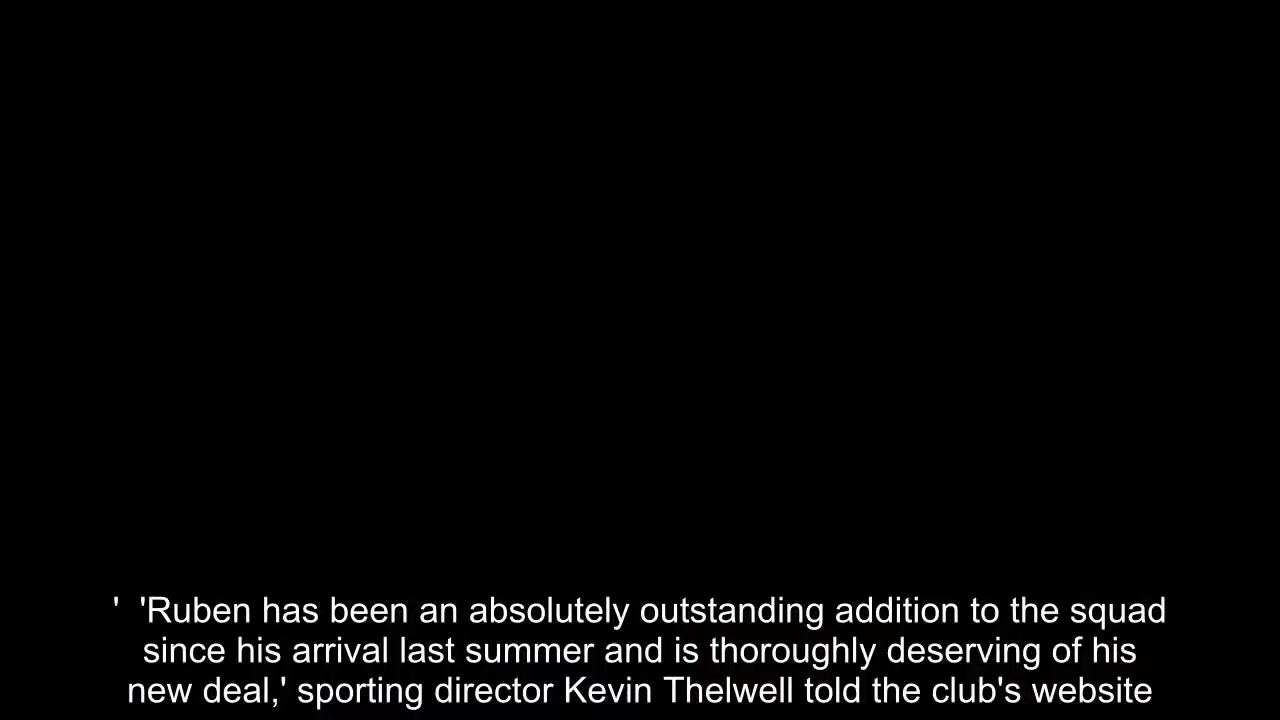 ' 'Ruben has been an absolutely outstanding addition to the squad
since his arrival last summer and is thoroughly deserving of his
new deal,' sporting director Kevin Thelwell told the club's website